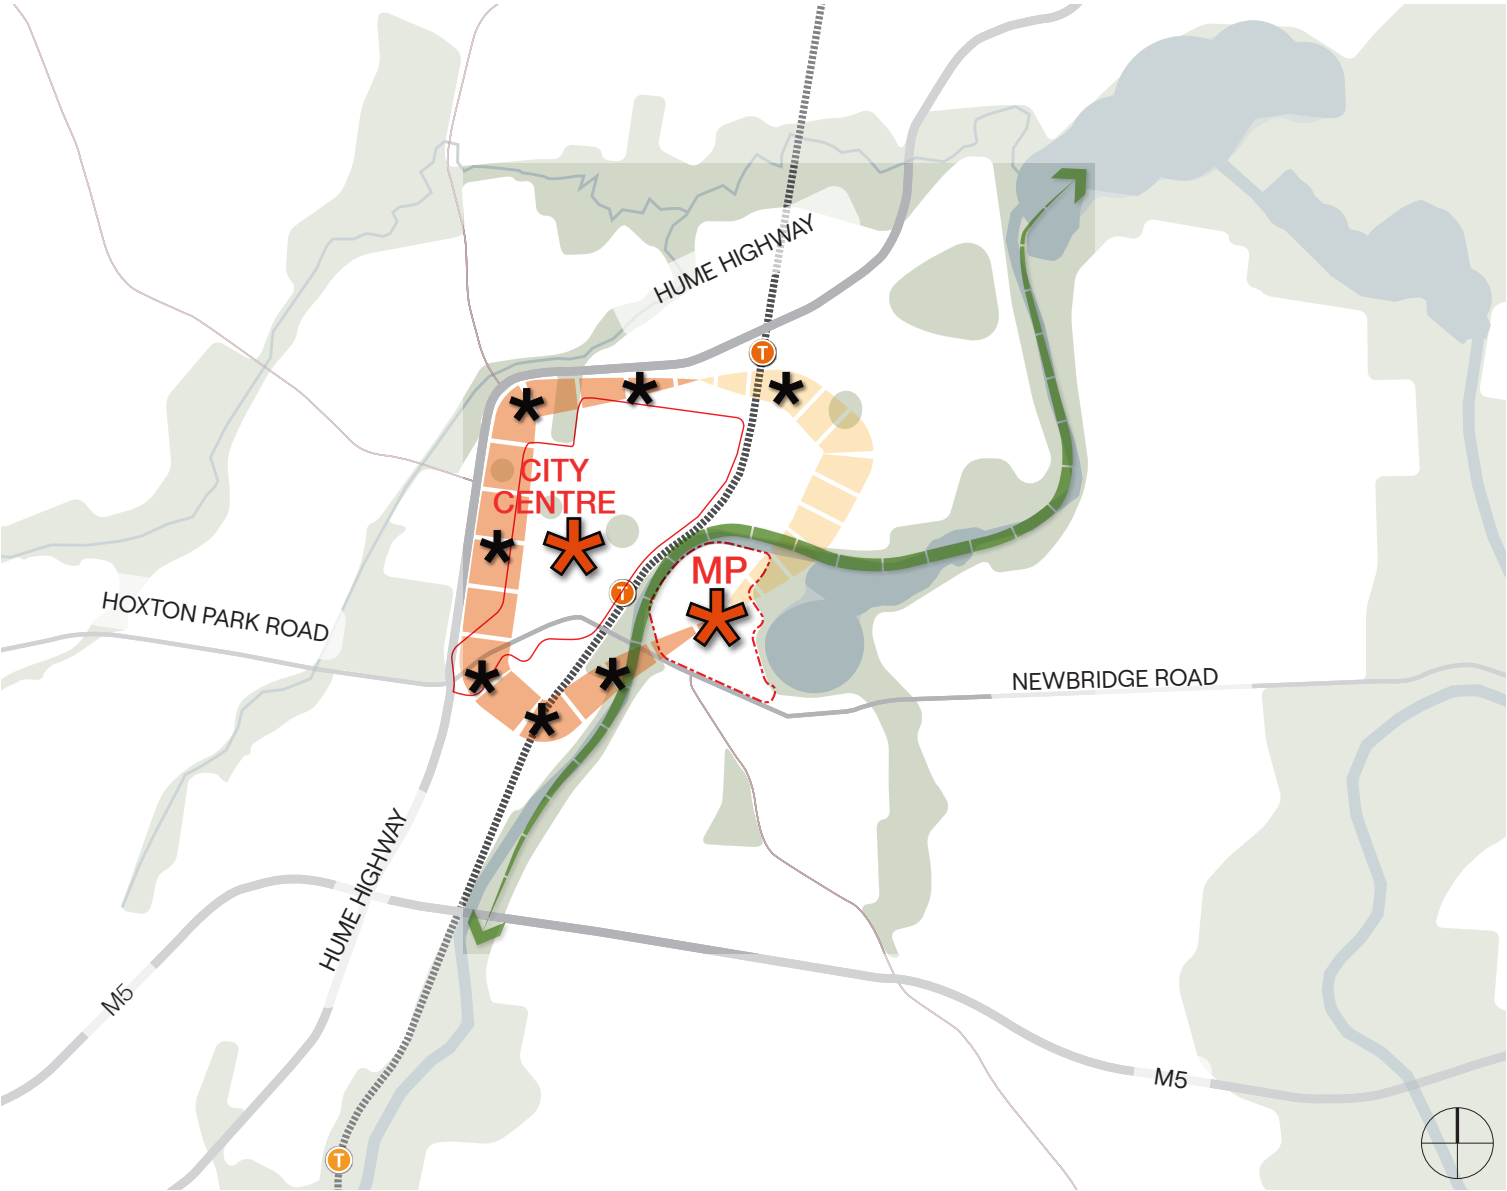 HUME HIGHWAY
T
CITY
CENTRE
MP
T
HOXTON PARK ROAD
NEWBRIDGE ROAD
HUME HIGHWAY
M5
M5
T